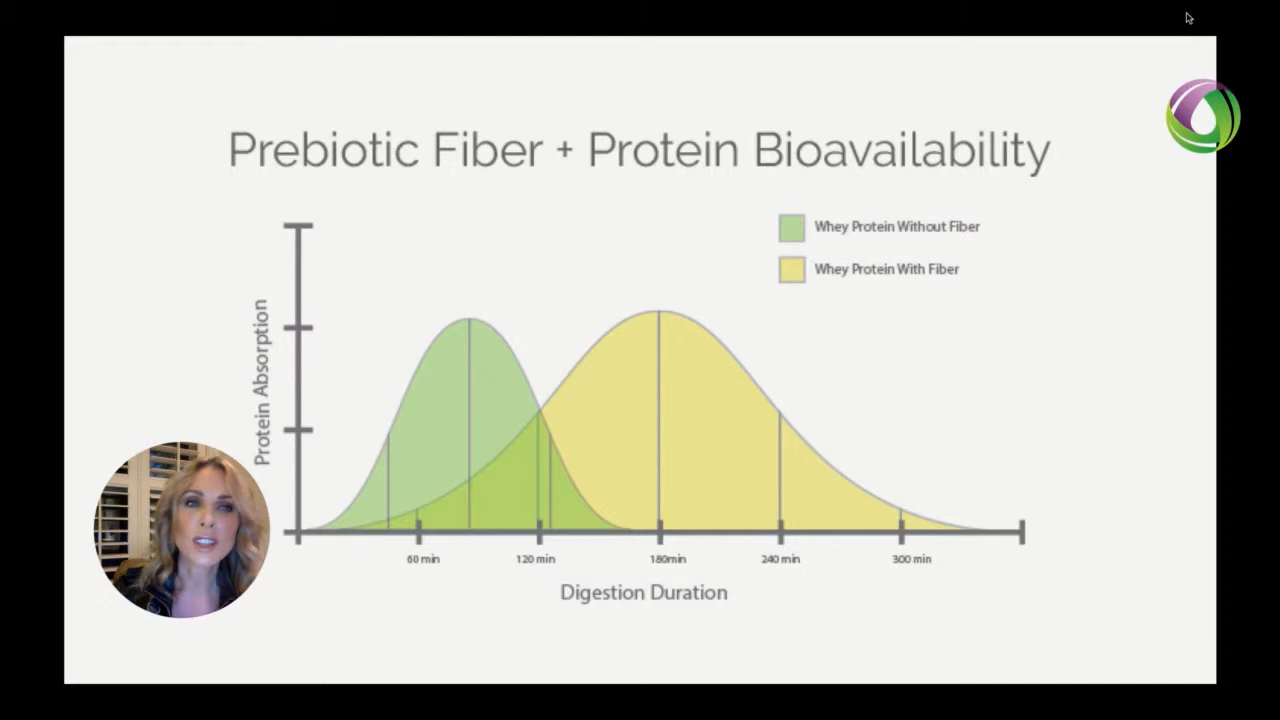 Prebiotic Fiber + Protein Bioavailability
Whey Protein Without Fiber
Whey Protein With Fiber
Protein Absorption
60 min
120 min
180min
240 min
300 min
Digestion Duration